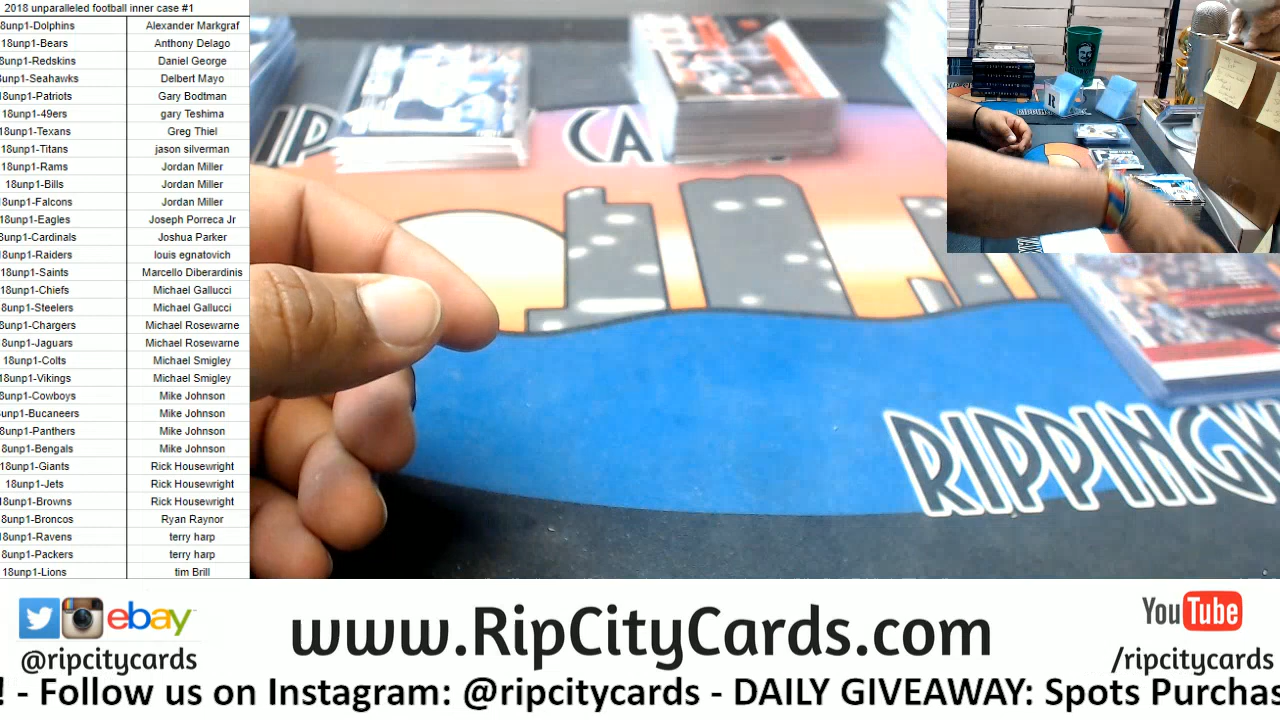 2018 unparalleled football inner case #1
8unp1-Dolphins Alexander Markgraf
18unp1-Bears Anthony Delago
8unp1-Redskins Daniel George
8unp1-Seahawks Delbert Mayo
18unp1-Patriots Gary Bodtman
18unp1-49ers gary Teshima
18unp1-Texans Greg Thiel
18unp1-Titans jason silverman
18unp1-Rams Jordan Miller
18unp1-Bills Jordan Miller
18unp1-Falcons Jordan Miller
18unp1-Eagles Joseph Porreca Jr
8unp1-Cardinals Joshua Parker
18unp1-Raiders louis egnatovich
18unp1-Saints Marcello Diberardinis
18unp1-Chiefs Michael Gallucci
8unp1-Steelers Michael Gallucci
8unp1-Chargers Michael Rosewarne
8unp1-Jaguars Michael Rosewarne
18unp1-Colts Michael Smigley
18unp1-Vikings Michael Smigley
8unp1-Cowboys Mike Johnson
unp1-Bucaneers Mike Johnson
8unp1-Panthers Mike Johnson
8unp1-Bengals Mike Johnson
18unp1-Giants Rick Housewright
18unp1-Jets Rick Housewright
18unp1-Browns Rick Housewright
8unp1-Broncos Ryan Raynor
18unp1-Ravens terry harp
8unp1-Packers terry harp
18unp1-Lions tim Brill
IP CA
RIPPINGW
ebay
@ripcitycards
www.RipCityCards.com
YouTube
/ripcitycards
! - Follow us on Instagram: @ripcitycards - DAILY GIVEAWAY: Spots Purchas